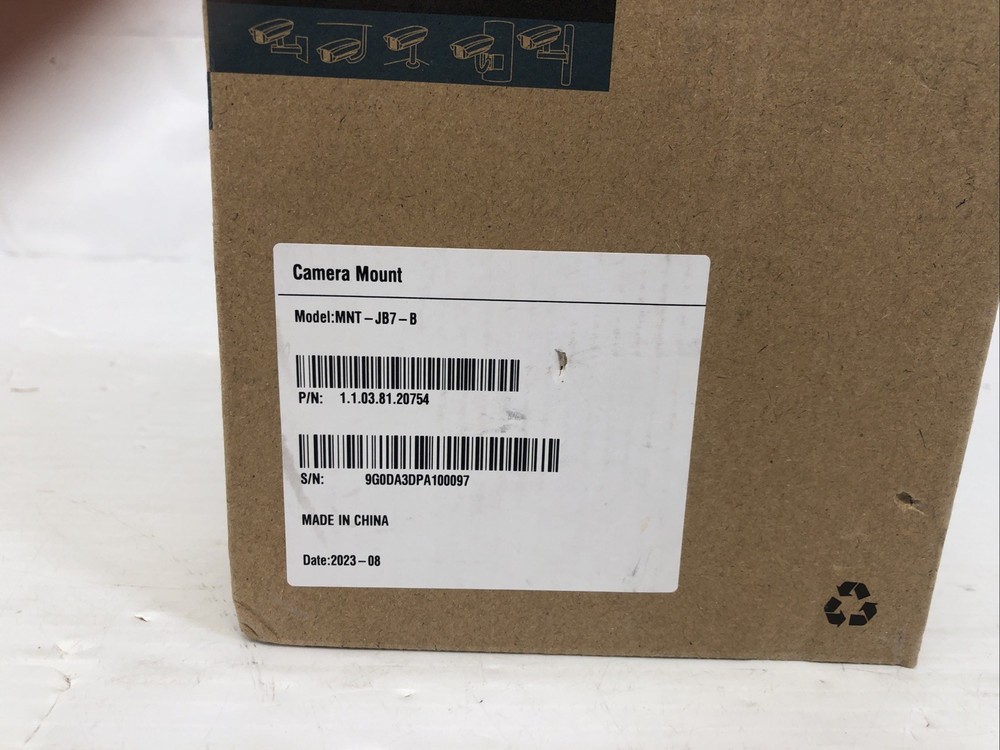 Camera Mount
Model:MNT-JB7-B
P/N: 1.1.03.81.20754
S/N: 9G0DA3DPA100097
MADE IN CHINA
Date:2023-08